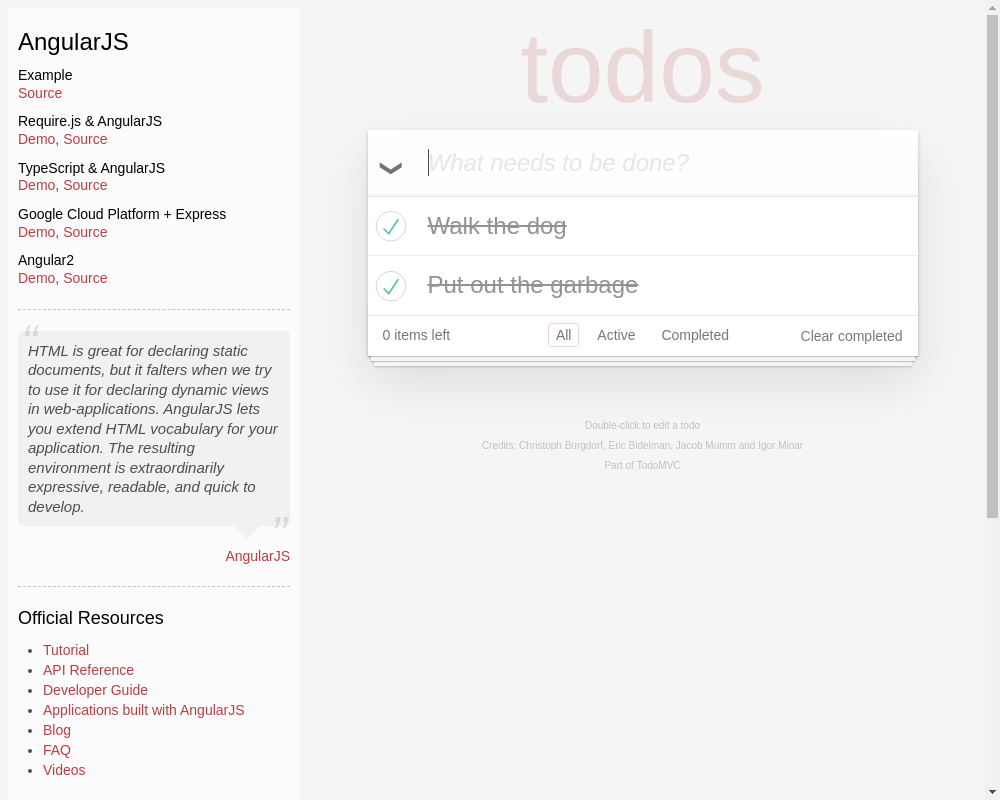 AngularJS
Example
Source
Require.js & AngularJS
Demo, Source
TypeScript & AngularJS
Demo, Source
Google Cloud Platform + Express
Demo, Source
Angular2
Demo, Source
“
HTML is great for declaring static
documents, but it falters when we try
to use it for declaring dynamic views
in web-applications. AngularJS lets
you extend HTML vocabulary for your
application. The resulting
environment is extraordinarily
expressive, readable, and quick to
develop.
”
AngularJS
Official Resources
Tutorial
API Reference
Developer Guide
Applications built with AngularJS
Blog
FAQ
Videos
todos
What needs to be done?
Walk the dog
Put out the garbage
0 items left All Active Completed Clear completed
Double-click to edit a todo
Credits: Christoph Burgdorf, Eric Bidelman, Jacob Mumm and Igor Minar
Part of TodoMVC